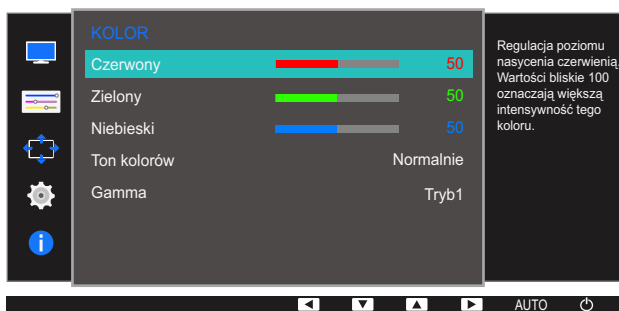 KOLOR
Czerwony 50
Zielony 50
Niebieski 50
Ton kolorów Normalnie
Gamma Tryb1
Regulacja poziomu
nasycenia czerwienią.
Wartości bliskie 100
oznaczają większą
intensywność tego
koloru.
AUTO